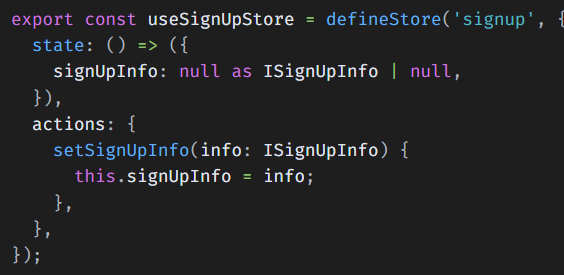 export const useSignUpStore = defineStore('signup', {
  state: () => ({
    signUpInfo: null as ISignUpInfo | null,
  }),
  actions: {
    setSignUpInfo(info: ISignUpInfo) {
      this.signUpInfo = info;
    },
  },
});